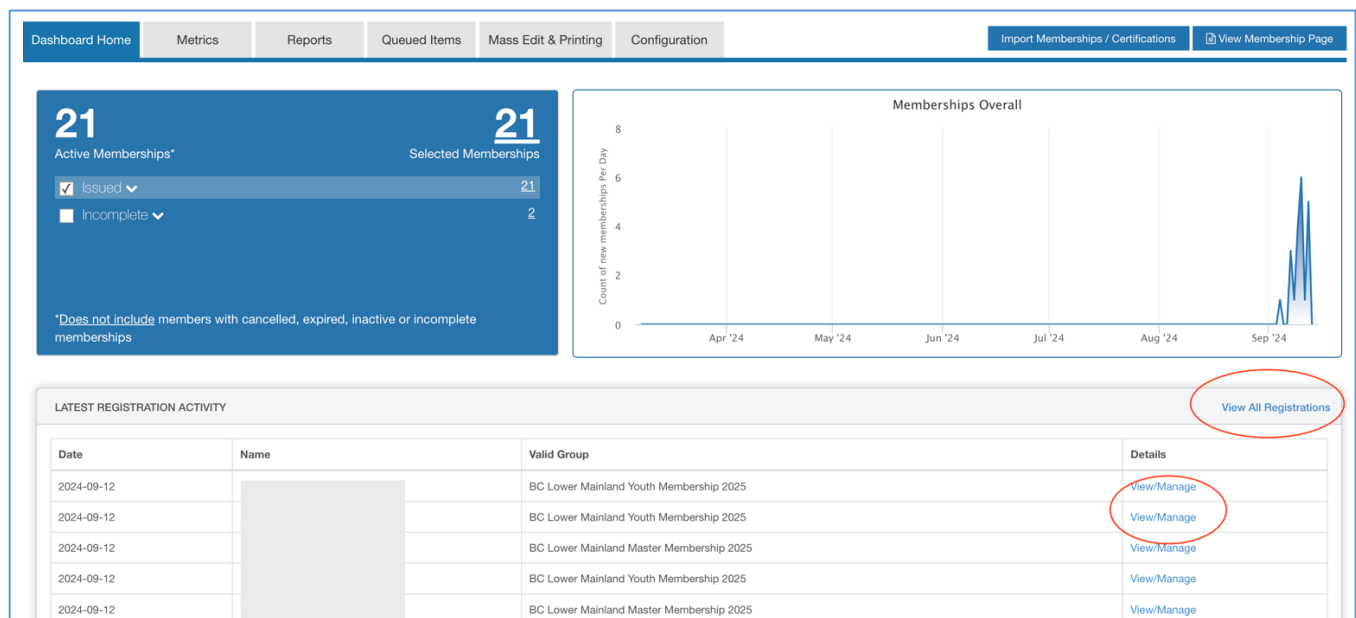 Dashboard Home Metrics Reports Queued Items Mass Edit & Printing Configuration Import Memberships / Certifications View Membership Page
21 21
Active Memberships* Selected Memberships
Issued 21
Incomplete 2
*Does not include members with cancelled, expired, inactive or incomplete
memberships
Memberships Overall
Count of new memberships Per Day
8
6
4
2
0
Apr '24 May '24 Jun '24 Jul '24 Aug '24 Sep '24
LATEST REGISTRATION ACTIVITY View All Registrations
Date Name Valid Group Details
2024-09-12 BC Lower Mainland Youth Membership 2025 View/Manage
2024-09-12 BC Lower Mainland Youth Membership 2025 View/Manage
2024-09-12 BC Lower Mainland Master Membership 2025 View/Manage
2024-09-12 BC Lower Mainland Youth Membership 2025 View/Manage
2024-09-12 BC Lower Mainland Master Membership 2025 View/Manage